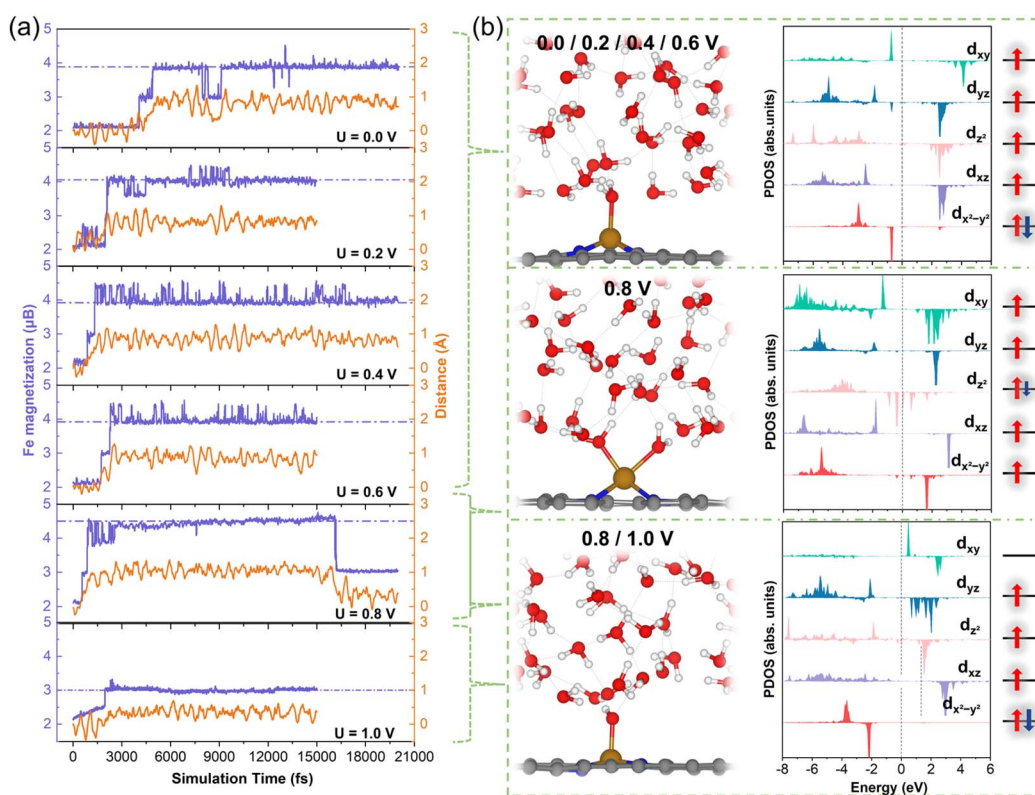 (a)
5
4
3
2
3
2
1
0
U = 0.0 V
5
4
3
2
3
2
1
0
U = 0.2 V
5
4
3
2
3
2
1
0
U = 0.4 V
5
4
3
2
3
2
1
0
U = 0.6 V
5
4
3
2
3
2
1
0
U = 0.8 V
5
4
3
2
3
2
1
0
U = 1.0 V
Fe magnetization (μB)
Distance (Å)
0 3000 6000 9000 12000 15000 18000 21000
Simulation Time (fs)
(b)
0.0 / 0.2 / 0.4 / 0.6 V
PDOS (abs.units)
dxy
dyz
dz²
dxz
dx²−y²
0.8 V
PDOS (abs. units)
dxy
dyz
dz²
dxz
dx²−y²
0.8 / 1.0 V
PDOS (abs. units)
dxy
dyz
dz²
dxz
dx²−y²
-8 -6 -4 -2 0 2 4 6
Energy (eV)